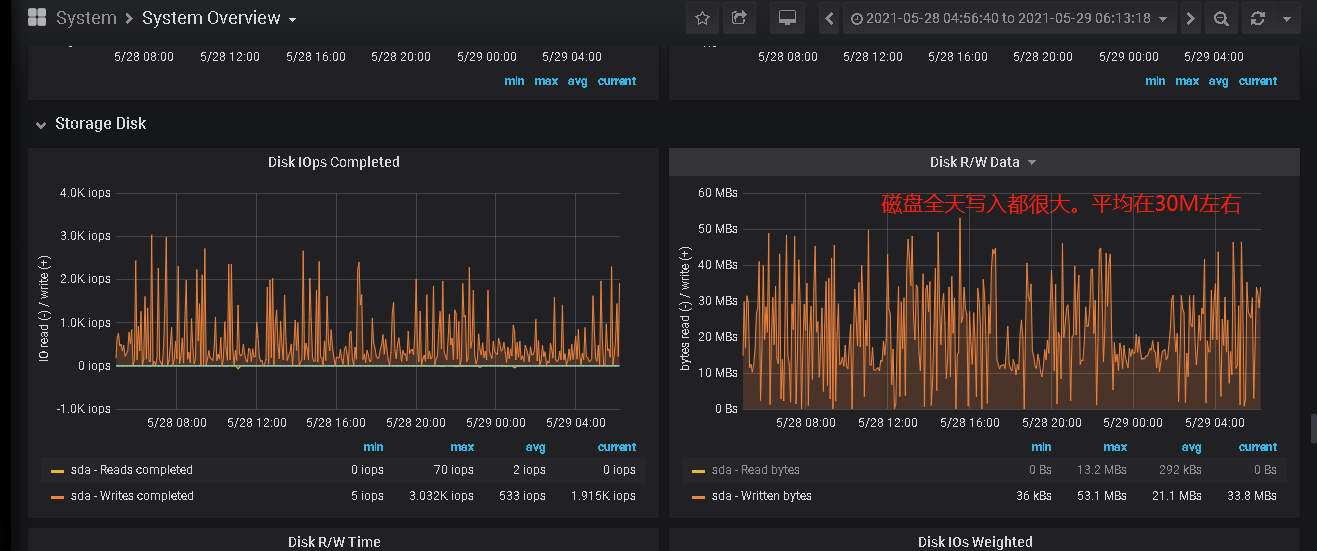 System > System Overview
2021-05-28 04:56:40 to 2021-05-29 06:13:18
5/28 08:00 5/28 12:00 5/28 16:00 5/28 20:00 5/29 00:00 5/29 04:00
min max avg current
5/28 08:00 5/28 12:00 5/28 16:00 5/28 20:00 5/29 00:00 5/29 04:00
min max avg current
Storage Disk
Disk IOps Completed
IO read (-) / write (+)
4.0K iops
3.0K iops
2.0K iops
1.0K iops
0 iops
-1.0K iops
5/28 08:00 5/28 12:00 5/28 16:00 5/28 20:00 5/29 00:00 5/29 04:00
min max avg current
sda - Reads completed 0 iops 70 iops 2 iops 0 iops
sda - Writes completed 5 iops 3.032K iops 533 iops 1.915K iops
Disk R/W Data
磁盘全天写入都很大。平均在30M左右
bytes read (-) / write (+)
60 MBs
50 MBs
40 MBs
30 MBs
20 MBs
10 MBs
0 Bs
5/28 08:00 5/28 12:00 5/28 16:00 5/28 20:00 5/29 00:00 5/29 04:00
min max avg current
sda - Read bytes 0 Bs 13.2 MBs 292 kBs 0 Bs
sda - Written bytes 36 kBs 53.1 MBs 21.1 MBs 33.8 MBs
Disk R/W Time
Disk IOs Weighted